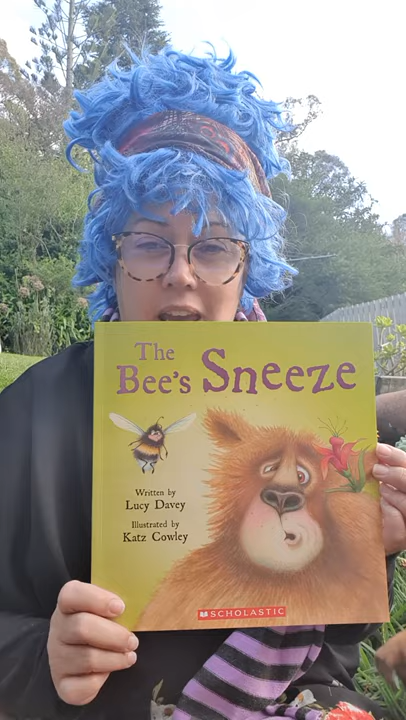 The
Bee's Sneeze
Written by
Lucy Davey
Illustrated by
Katz Cowley
SCHOLASTIC